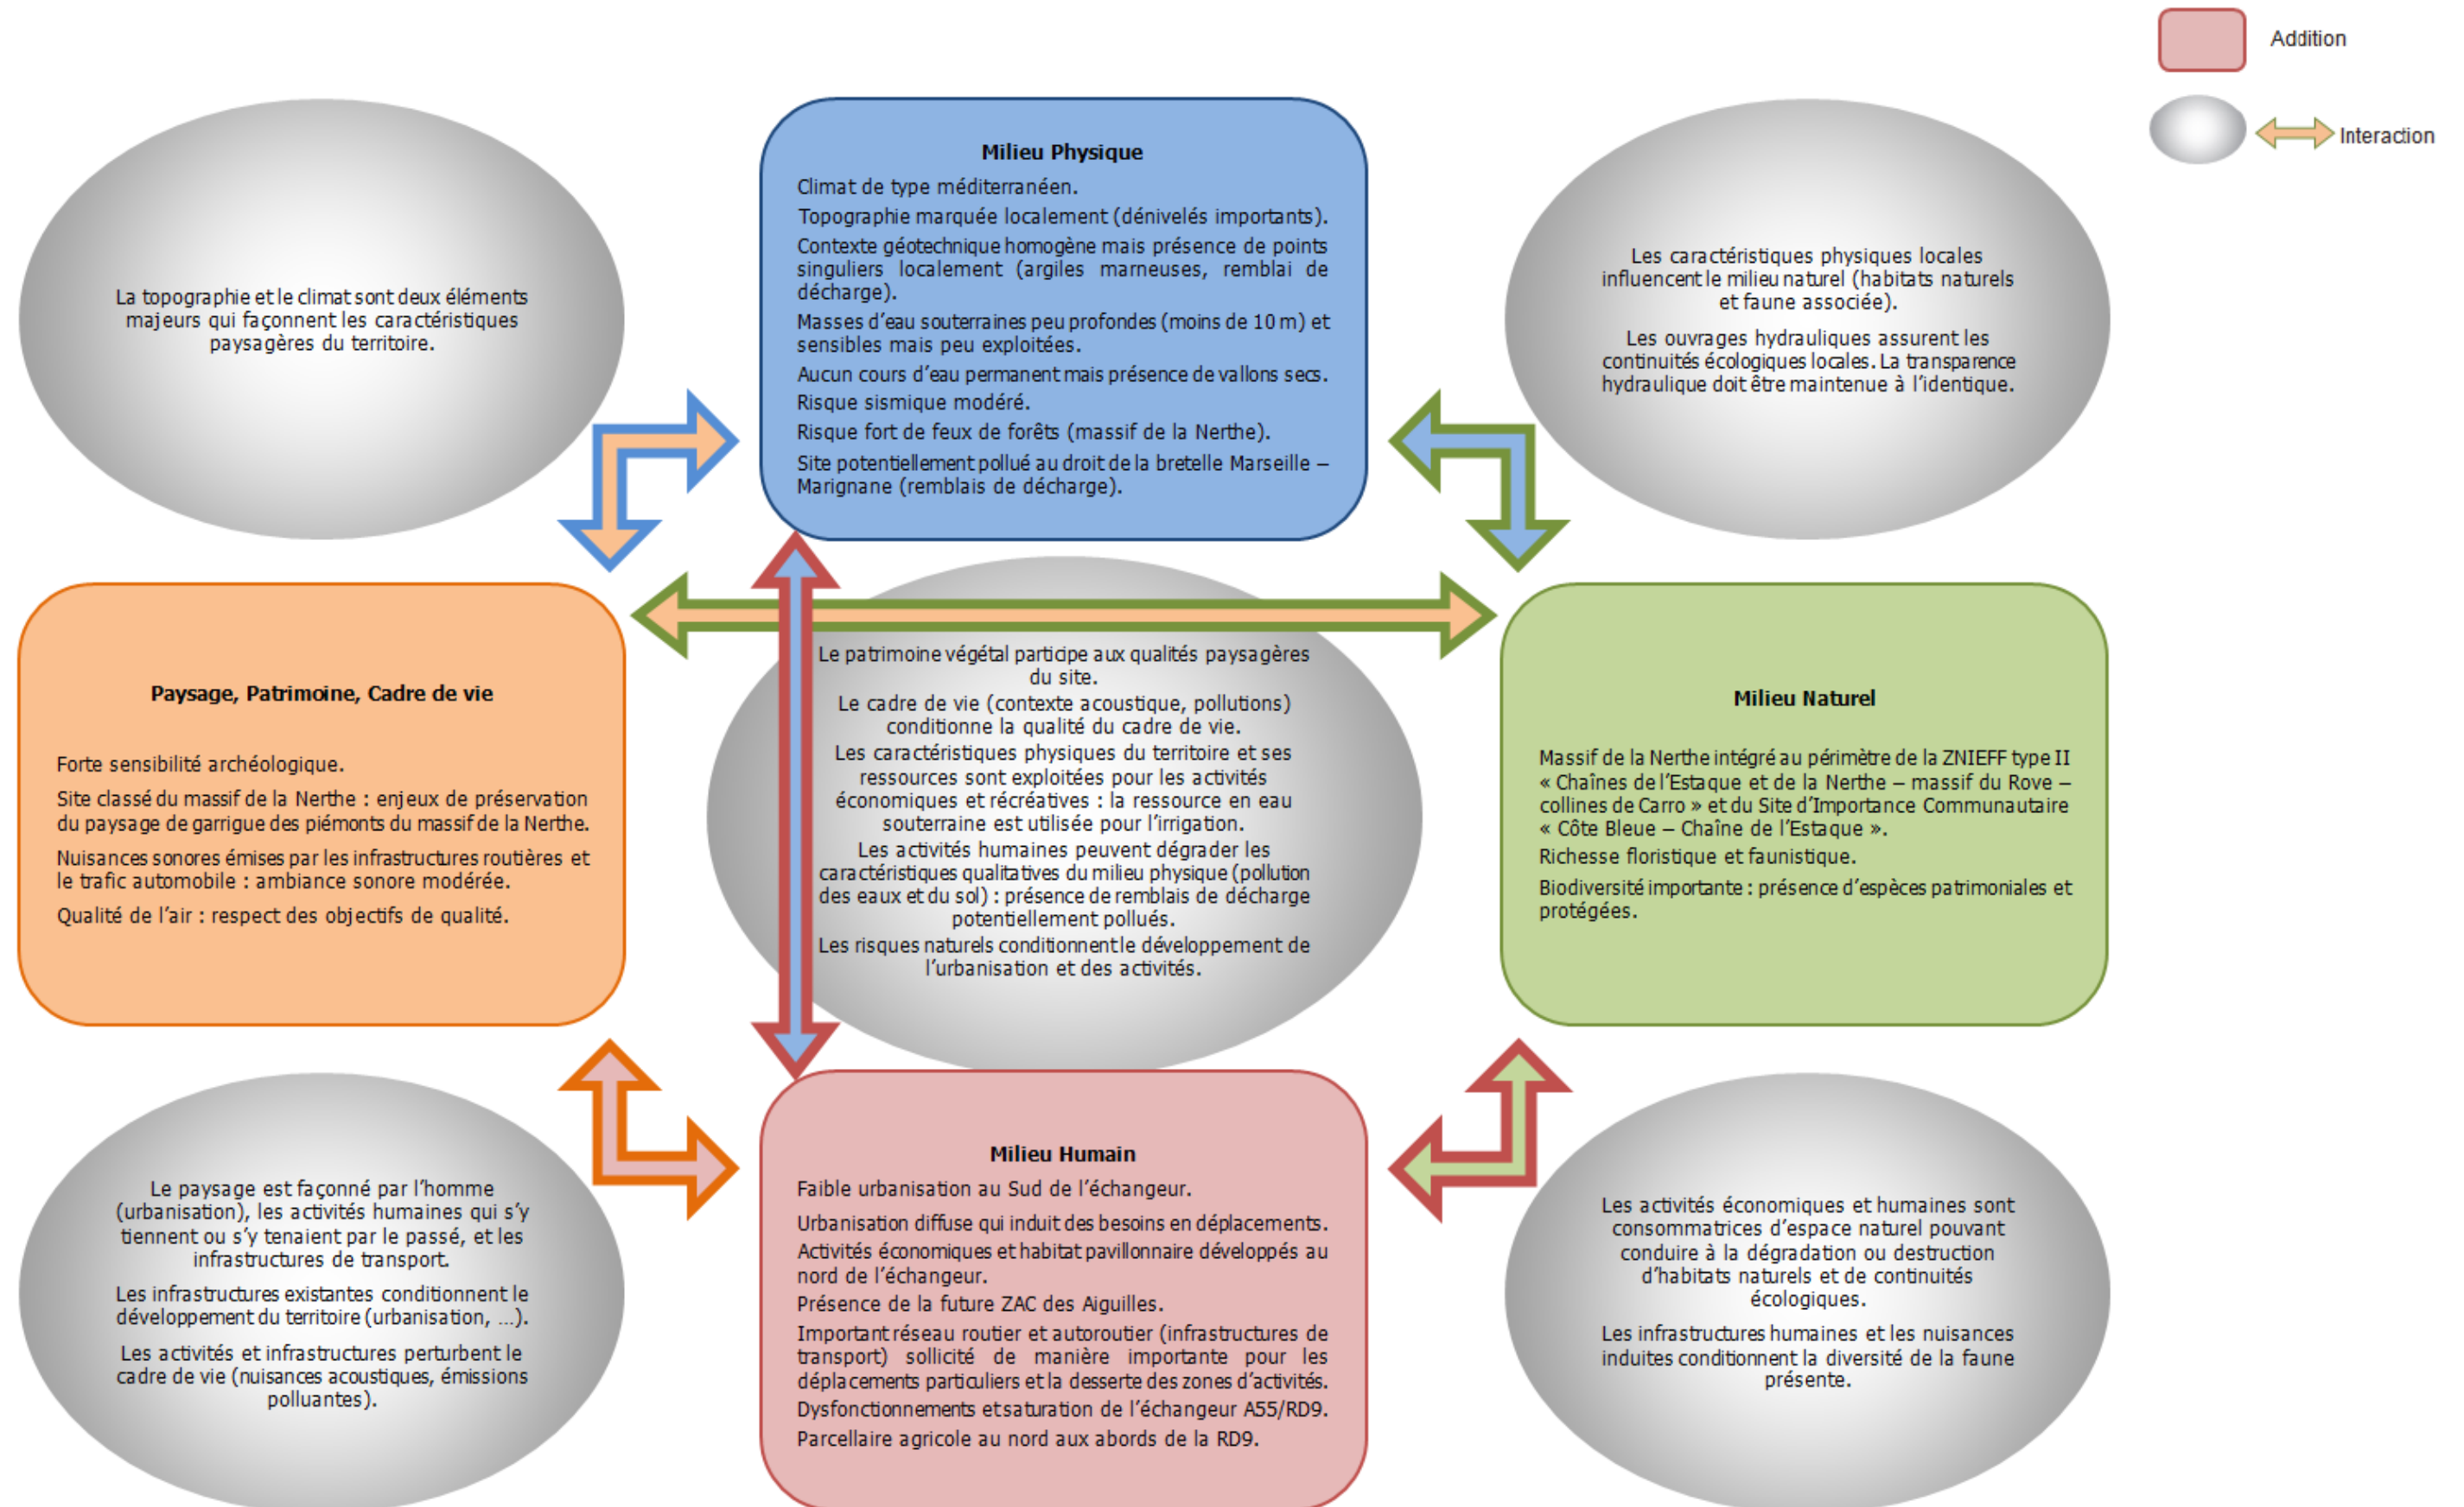 Addition
Interaction
La topographie et le climat sont deux éléments
majeurs qui façonnent les caractéristiques
paysagères du territoire.
Milieu Physique
Climat de type méditerranéen.
Topographie marquée localement (dénivelés importants).
Contexte géotechnique homogène mais présence de points
singuliers localement (argiles marneuses, remblai de
décharge).
Masses d'eau souterraines peu profondes (moins de 10 m) et
sensibles mais peu exploitées.
Aucun cours d'eau permanent mais présence de vallons secs.
Risque sismique modéré.
Risque fort de feux de forêts (massif de la Nerthe).
Site potentiellement pollué au droit de la bretelle Marseille –
Marignane (remblais de décharge).
Les caractéristiques physiques locales
influencent le milieu naturel (habitats naturels
et faune associée).
Les ouvrages hydrauliques assurent les
continuités écologiques locales. La transparence
hydraulique doit être maintenue à l'identique.
Paysage, Patrimoine, Cadre de vie
Forte sensibilité archéologique.
Site classé du massif de la Nerthe : enjeux de préservation
du paysage de garrigue des piémonts du massif de la Nerthe.
Nuisances sonores émises par les infrastructures routières et
le trafic automobile : ambiance sonore modérée.
Qualité de l'air : respect des objectifs de qualité.
Le patrimoine végétal participe aux qualités paysagères
du site.
Le cadre de vie (contexte acoustique, pollutions)
conditionne la qualité du cadre de vie.
Les caractéristiques physiques du territoire et ses
ressources sont exploitées pour les activités
économiques et récréatives : la ressource en eau
souterraine est utilisée pour l'irrigation.
Les activités humaines peuvent dégrader les
caractéristiques qualitatives du milieu physique (pollution
des eaux et du sol) : présence de remblais de décharge
potentiellement pollués.
Les risques naturels conditionnent le développement de
l'urbanisation et des activités.
Milieu Naturel
Massif de la Nerthe intégré au périmètre de la ZNIEFF type II
« Chaînes de l'Estaque et de la Nerthe – massif du Rove –
collines de Carro » et du Site d'Importance Communautaire
« Côte Bleue – Chaîne de l'Estaque ».
Richesse floristique et faunistique.
Biodiversité importante : présence d'espèces patrimoniales et
protégées.
Le paysage est façonné par l'homme
(urbanisation), les activités humaines qui s'y
tiennent ou s'y tenaient par le passé, et les
infrastructures de transport.
Les infrastructures existantes conditionnent le
développement du territoire (urbanisation, ...).
Les activités et infrastructures perturbent le
cadre de vie (nuisances acoustiques, émissions
polluantes).
Milieu Humain
Faible urbanisation au Sud de l'échangeur.
Urbanisation diffuse qui induit des besoins en déplacements.
Activités économiques et habitat pavillonnaire développés au
nord de l'échangeur.
Présence de la future ZAC des Aiguilles.
Important réseau routier et autoroutier (infrastructures de
transport) sollicité de manière importante pour les
déplacements particuliers et la desserte des zones d'activités.
Dysfonctionnements et saturation de l'échangeur A55/RD9.
Parcellaire agricole au nord aux abords de la RD9.
Les activités économiques et humaines sont
consommatrices d'espace naturel pouvant
conduire à la dégradation ou destruction
d'habitats naturels et de continuités
écologiques.
Les infrastructures humaines et les nuisances
induites conditionnent la diversité de la faune
présente.